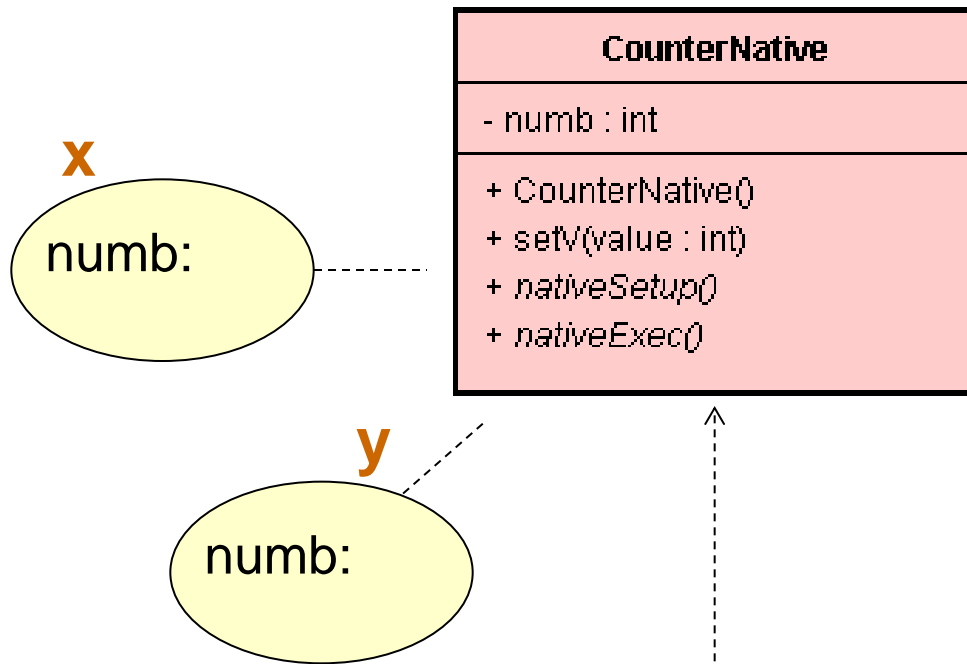 CounterNative
- numb : int
+ CounterNative()
+ setV(value : int)
+ nativeSetup()
+ nativeExec()
x
numb:
y
numb: